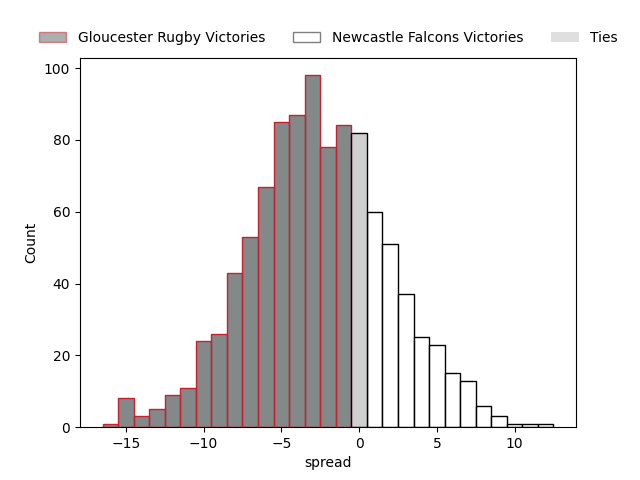 Gloucester Rugby Victories Newcastle Falcons Victories Ties
100
80
60
40
20
0
Count
−15 −10 −5 0 5 10
spread